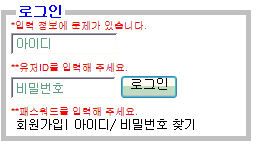 로그인
*입력 정보에 문제가 있습니다.
아이디
**유저ID를 입력해 주세요.
비밀번호 로그인
**패스워드를 입력해 주세요.
회원가입| 아이디/ 비밀번호 찾기